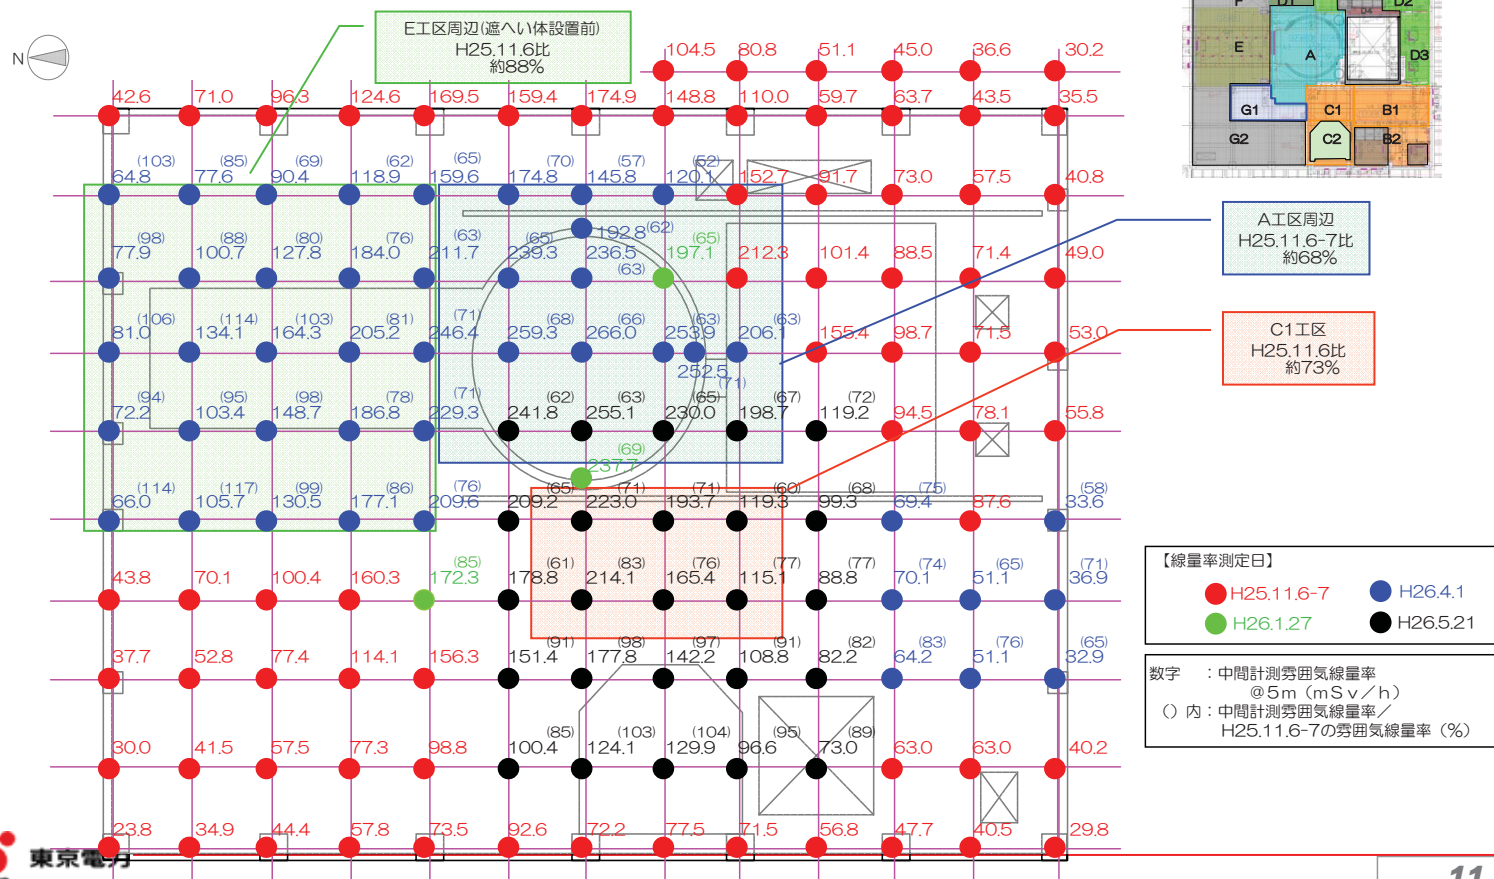 E工区周辺(遮へい体設置前)
H25.11.6比
約88%
N
104.5 80.8 51.1 45.0 36.6 30.2
42.6 71.0 96.3 124.6 169.5 159.4 174.9 148.8 110.0 59.7 63.7 43.5 35.5
(103) (85) (69) (62) (65) (70) (57) (52)
64.8 77.6 90.4 118.9 159.6 174.8 145.8 120.1 152.7 91.7 73.0 57.5 40.8
192.8 (62)
(98) (88) (80) (76) (63) (65) (63) (65)
77.9 100.7 127.8 184.0 211.7 239.3 236.5 197.1 212.3 101.4 88.5 71.4 49.0
(106) (114) (103) (81) (71) (68) (66) (63) (63)
81.0 134.1 164.3 205.2 246.4 259.3 266.0 253.9 206.1 155.4 98.7 71.5 53.0
252.5 (71)
(94) (95) (98) (78) (71) (62) (63) (65) (67) (72)
72.2 103.4 148.7 186.8 229.3 241.8 255.1 230.0 198.7 119.2 94.5 78.1 55.8
(69)
237.7
(114) (117) (99) (86) (76) (65) (71) (71) (60) (68) (75) (58)
66.0 105.7 130.5 177.1 209.6 209.2 223.0 193.7 119.3 99.3 69.4 87.6 33.6
(85) (61) (83) (76) (77) (77) (74) (65) (71)
43.8 70.1 100.4 160.3 172.3 178.8 214.1 165.4 115.1 88.8 70.1 51.1 36.9
(91) (98) (97) (91) (82) (83) (76) (65)
37.7 52.8 77.4 114.1 156.3 151.4 177.8 142.2 108.8 82.2 64.2 51.1 32.9
(85) (103) (104) (95) (89)
30.0 41.5 57.5 77.3 98.8 100.4 124.1 129.9 96.6 73.0 63.0 63.0 40.2
23.8 34.9 44.4 57.8 73.5 92.6 72.2 77.5 71.5 56.8 47.7 40.5 29.8
F D1 D4 D2
E A D3
G1 C1 B1
G2 C2 B2
A工区周辺
H25.11.6-7比
約68%
C1工区
H25.11.6比
約73%
【線量率測定日】
H25.11.6-7 H26.4.1
H26.1.27 H26.5.21
数字 :中間計測雰囲気線量率
@5m(mSv/h)
()内:中間計測雰囲気線量率/
H25.11.6-7の雰囲気線量率(%)
東京電力
11